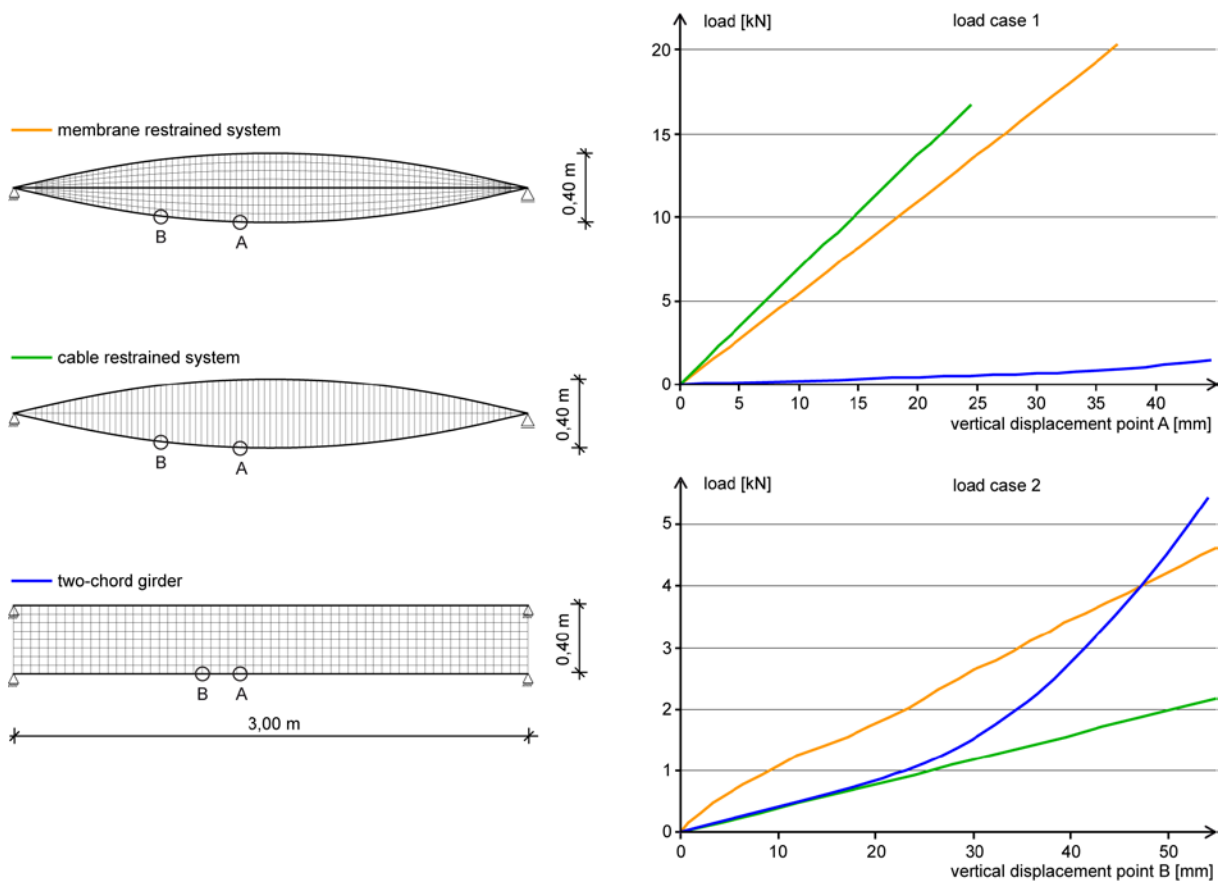 membrane restrained system
B
A
0,40 m
cable restrained system
B
A
0,40 m
two-chord girder
B
A
0,40 m
3,00 m
load [kN]
load case 1
20
15
10
5
0
0 5 10 15 20 25 30 35 40
vertical displacement point A [mm]
load [kN]
load case 2
5
4
3
2
1
0
0 10 20 30 40 50
vertical displacement point B [mm]